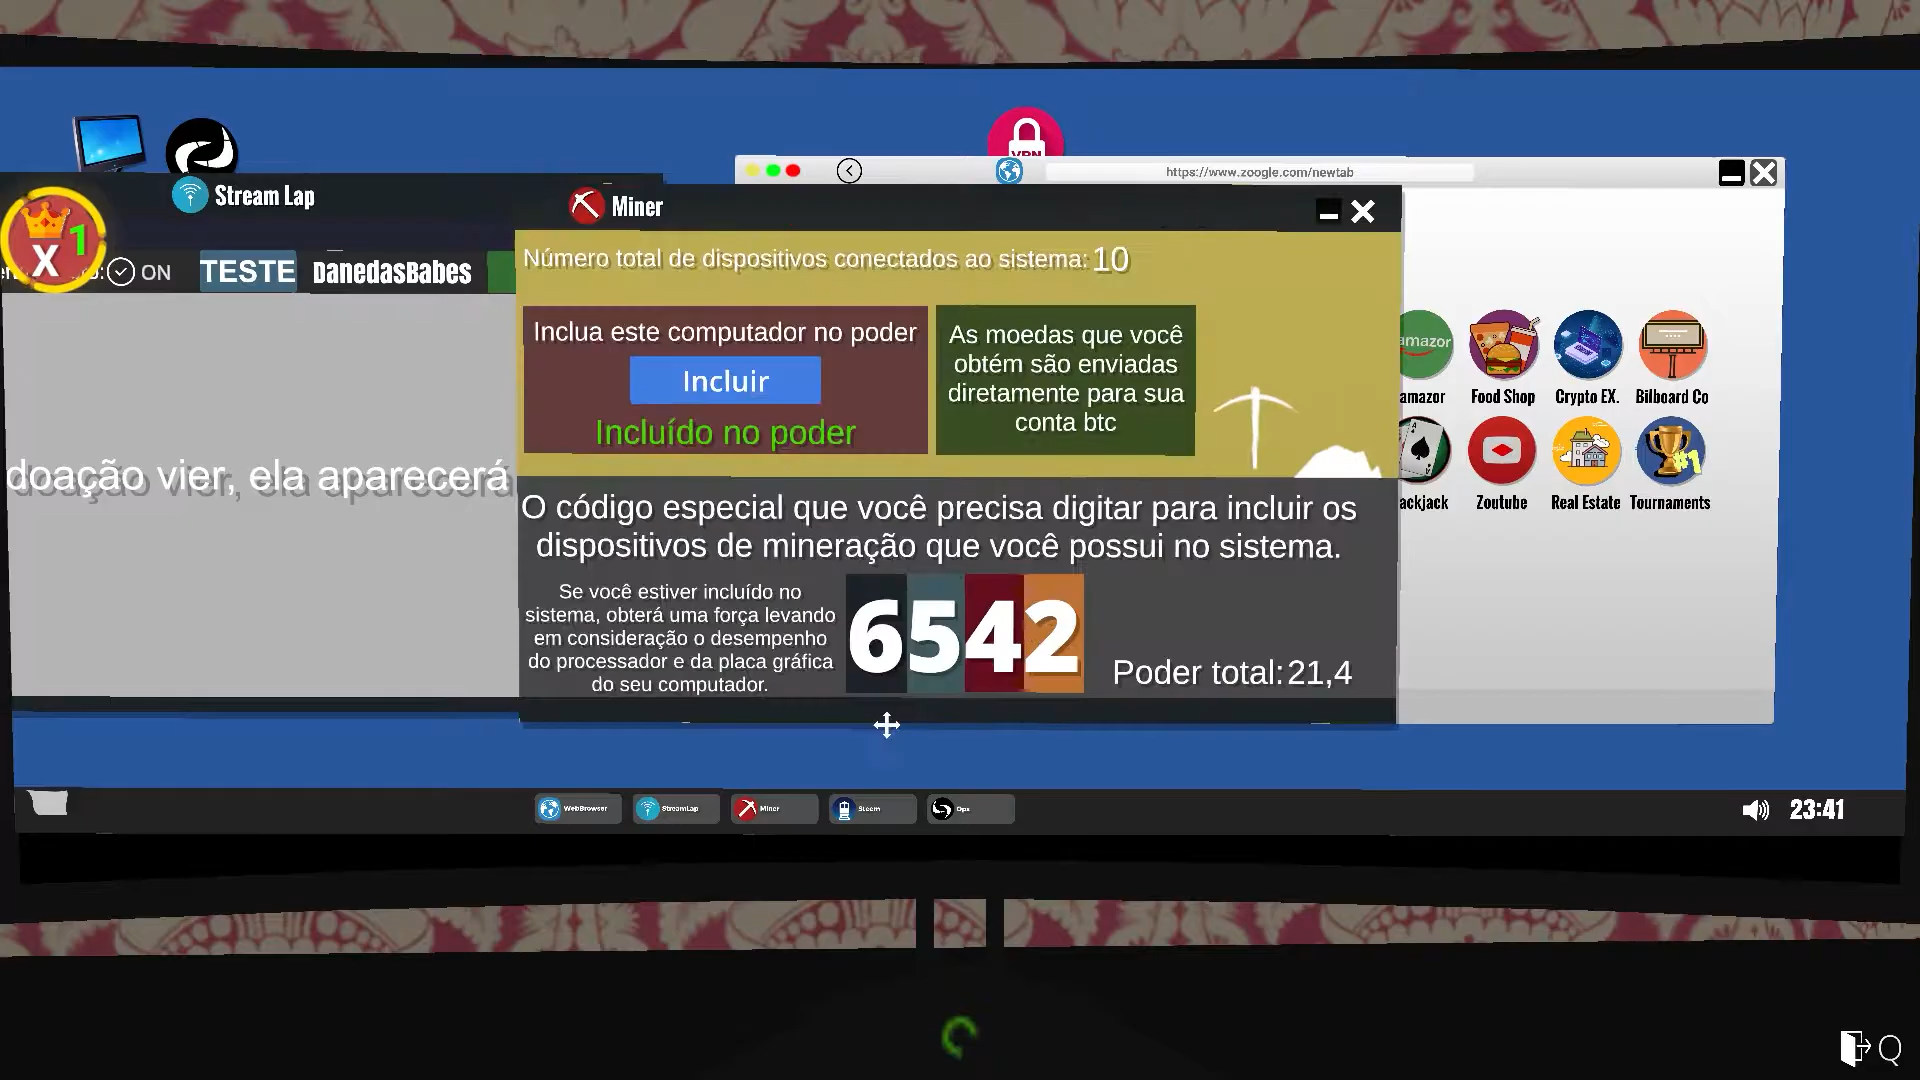 VPN
https://www.zoogle.com/newtab
Stream Lap
Miner
X 1
ON
TESTE
DanedasBabes
Número total de dispositivos conectados ao sistema: 10
Inclua este computador no poder
Incluir
Incluído no poder
As moedas que você
obtém são enviadas
diretamente para sua
conta btc
amazor
amazor
Food Shop
Crypto EX.
Bilboard Co
#1
ackjack
Zoutube
Real Estate
Tournaments
doação vier, ela aparecerá
O código especial que você precisa digitar para incluir os
dispositivos de mineração que você possui no sistema.
Se você estiver incluído no
sistema, obterá uma força levando
em consideração o desempenho
do processador e da placa gráfica
do seu computador.
6542
Poder total: 21,4
WebBrowser
StreamLap
Miner
Steem
Ops
23:41
Q